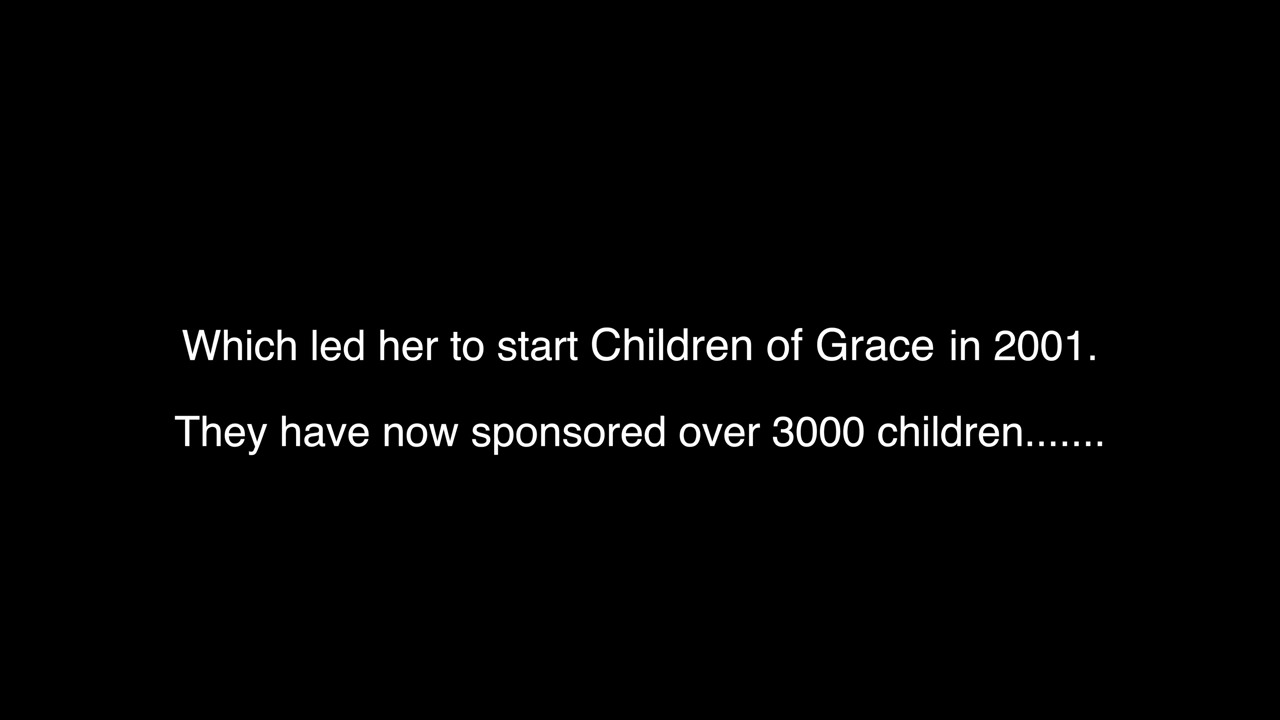 Which led her to start Children of Grace in 2001.
They have now sponsored over 3000 children.......